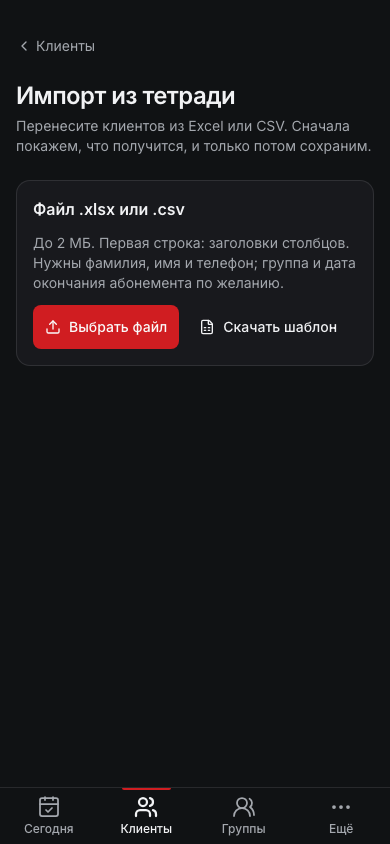 Клиенты
Импорт из тетради
Перенесите клиентов из Excel или CSV. Сначала
покажем, что получится, и только потом сохраним.
Файл .xlsx или .csv
До 2 МБ. Первая строка: заголовки столбцов.
Нужны фамилия, имя и телефон; группа и дата
окончания абонемента по желанию.
Выбрать файл
Скачать шаблон
Сегодня
Клиенты
Группы
Ещё